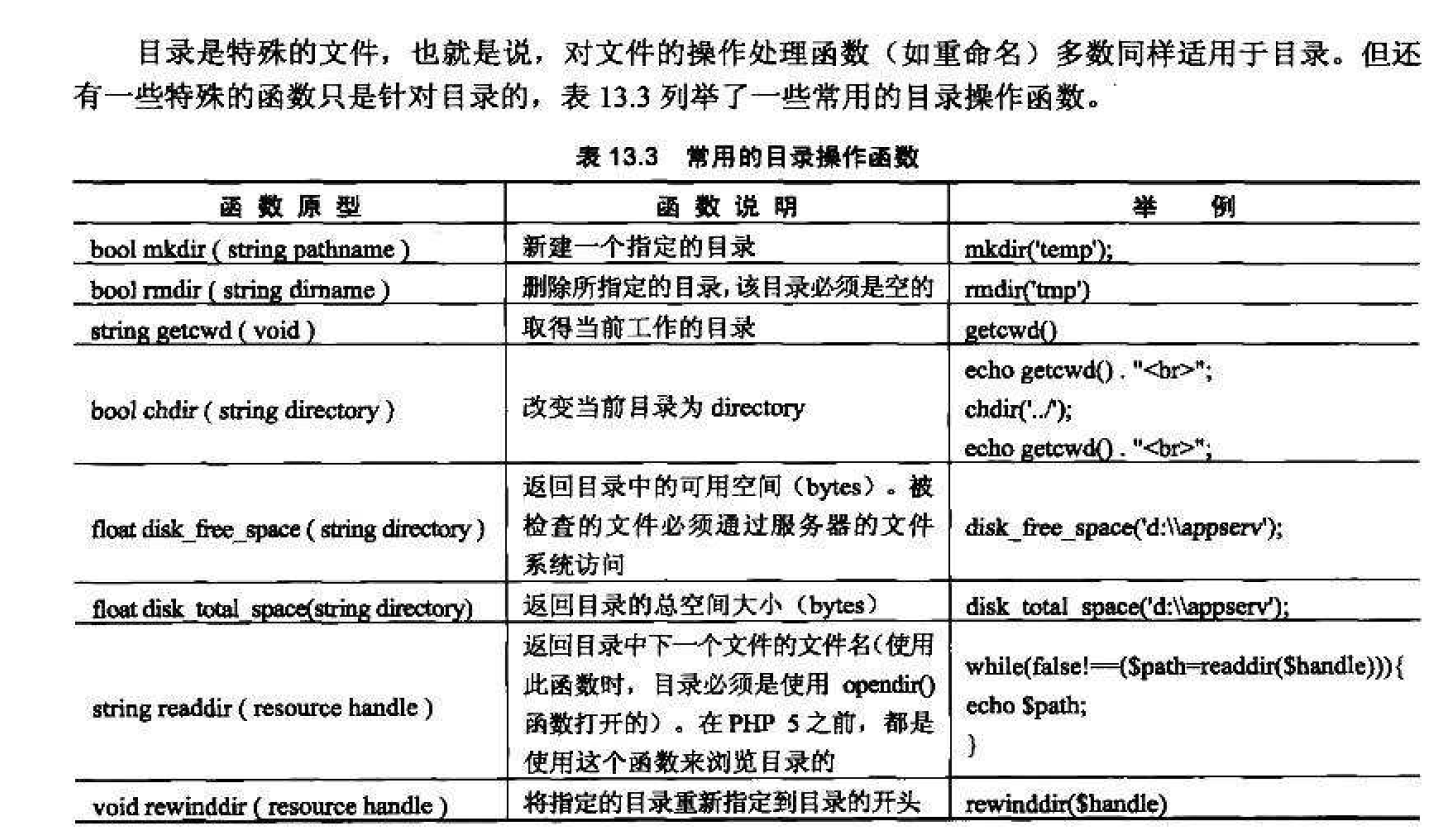 目录是特殊的文件，也就是说，对文件的操作处理函数（如重命名）多数同样适用于目录。但还
有一些特殊的函数只是针对目录的，表 13.3 列举了一些常用的目录操作函数。
表 13.3 常用的目录操作函数
函 数 原 型 函 数 说 明 举 例
bool mkdir ( string pathname ) 新建一个指定的目录 mkdir('temp');
bool rmdir ( string dirname ) 删除所指定的目录,该目录必须是空的 rmdir('tmp')
string getcwd ( void ) 取得当前工作的目录 getcwd()
bool chdir ( string directory ) 改变当前目录为 directory
echo getcwd() . "<br>";
chdir('../');
echo getcwd() . "<br>";
float disk_free_space ( string directory )
返回目录中的可用空间（bytes）。被
检查的文件必须通过服务器的文件
系统访问
disk_free_space('d:\\appserv');
float disk_total_space(string directory) 返回目录的总空间大小（bytes） disk_total_space('d:\\appserv');
string readdir ( resource handle )
返回目录中下一个文件的文件名(使用
此函数时，目录必须是使用 opendir()
函数打开的）。在 PHP 5 之前，都是
使用这个函数来浏览目录的
while(false!==($path=readdir($handle))){
echo $path;
}
void rewinddir ( resource handle ) 将指定的目录重新指定到目录的开头 rewinddir($handle)